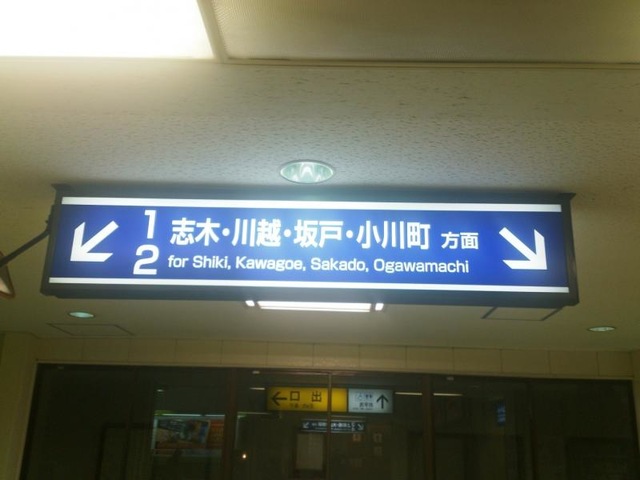 1
2
志木・川越・坂戸・小川町 方面
for Shiki, Kawagoe, Sakado, Ogawamachi
口出